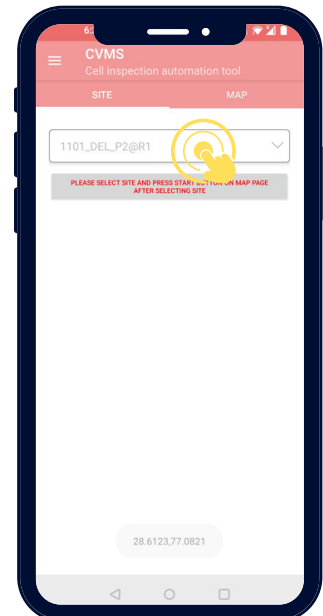 CVMS
Cell inspection automation tool
SITE MAP
1101_DEL_P2@R1
PLEASE SELECT SITE AND PRESS START BUTTON ON MAP PAGE
AFTER SELECTING SITE
28.6123,77.0821